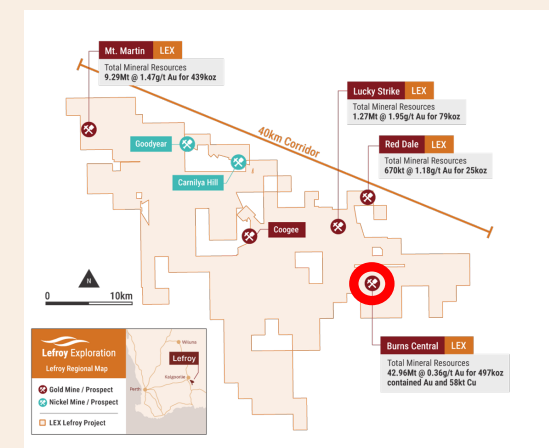 Mt. Martin LEX
Total Mineral Resources
9.29Mt @ 1.47g/t Au for 439koz
Lucky Strike LEX
Total Mineral Resources
1.27Mt @ 1.95g/t Au for 79koz
40km Corridor
Red Dale LEX
Total Mineral Resources
670kt @ 1.18g/t Au for 25koz
Goodyear
Carnilya Hill
Coogee
N
0 10km
Burns Central LEX
Total Mineral Resources
42.96Mt @ 0.36g/t Au for 497koz
contained Au and 58kt Cu
Lefroy Exploration
Lefroy Regional Map
Gold Mine / Prospect
Nickel Mine / Prospect
LEX Lefroy Project
Wiluna
Lefroy
Kalgoorlie
Perth